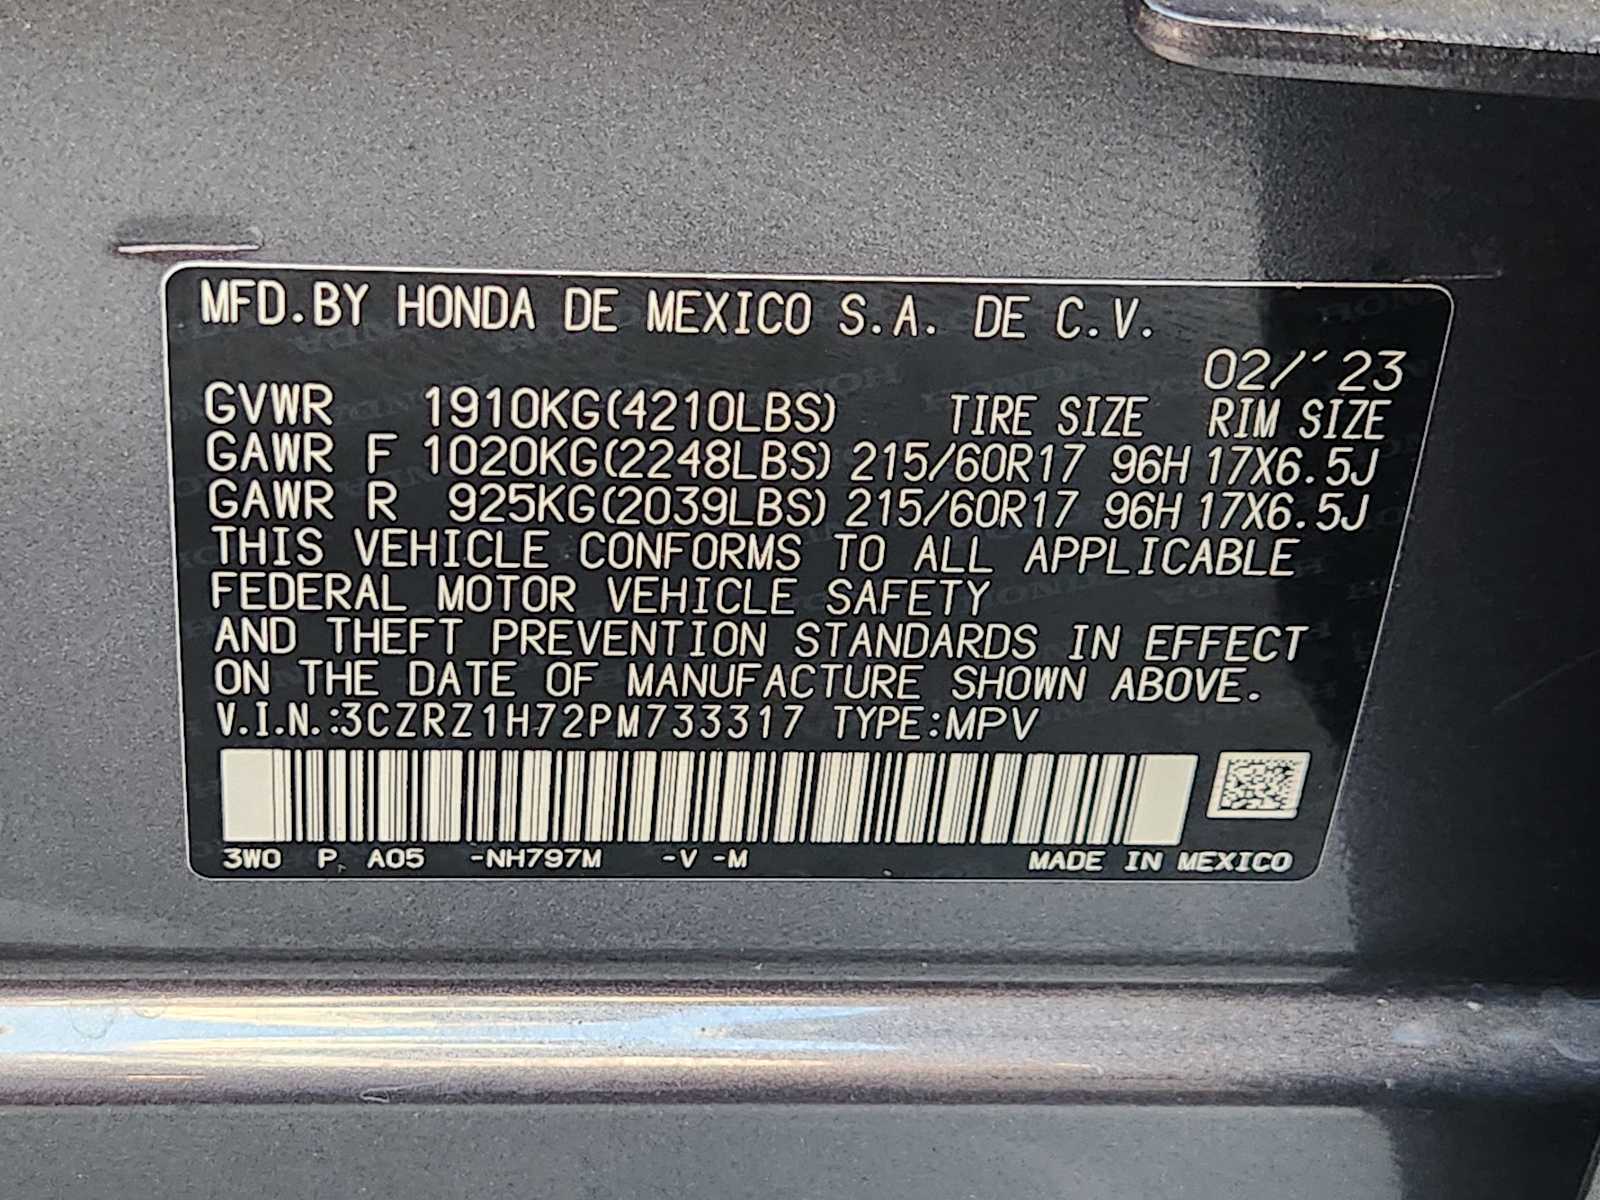 MFD.BY HONDA DE MEXICO S.A. DE C.V.
02/'23
GVWR 1910KG(4210LBS) TIRE SIZE RIM SIZE
GAWR F 1020KG(2248LBS) 215/60R17 96H 17X6.5J
GAWR R 925KG(2039LBS) 215/60R17 96H 17X6.5J
THIS VEHICLE CONFORMS TO ALL APPLICABLE
FEDERAL MOTOR VEHICLE SAFETY
AND THEFT PREVENTION STANDARDS IN EFFECT
ON THE DATE OF MANUFACTURE SHOWN ABOVE.
V.I.N.:3CZRZ1H72PM733317 TYPE:MPV
3W0 P A05 -NH797M -V -M MADE IN MEXICO